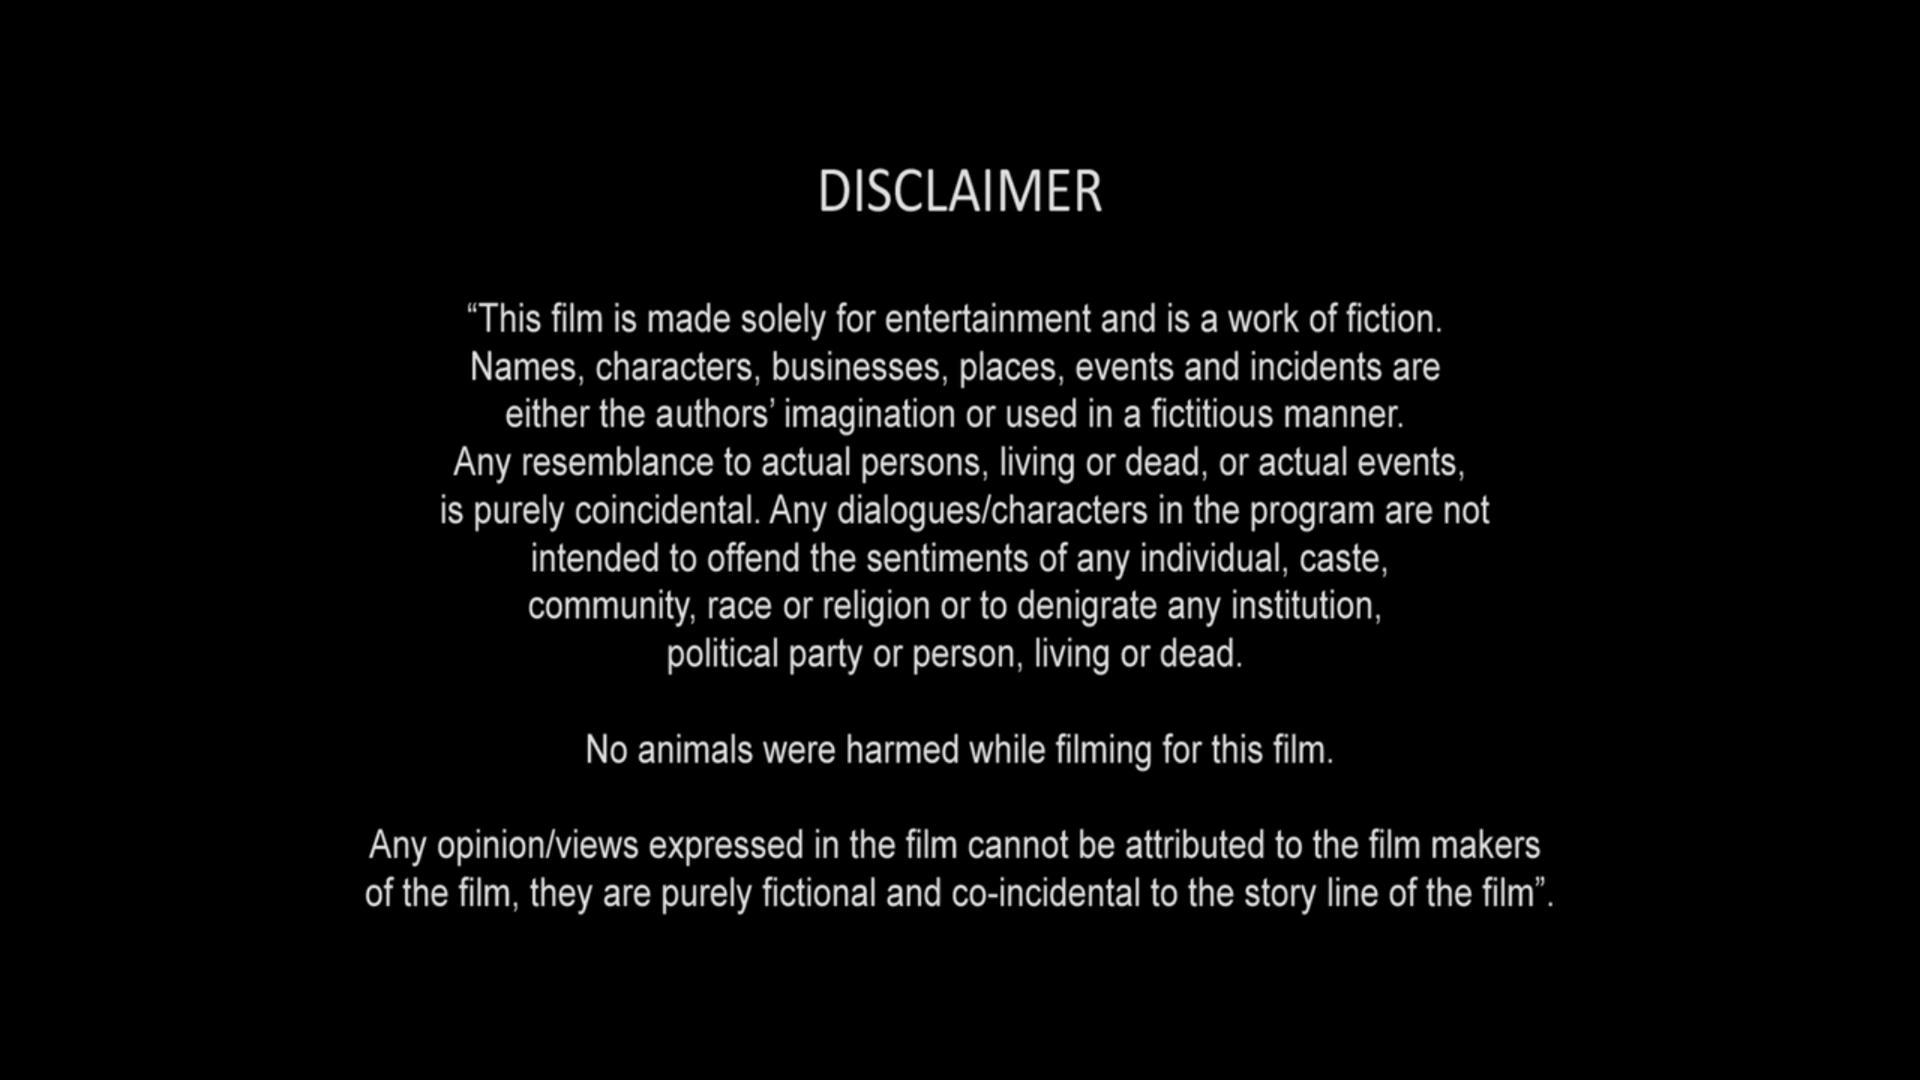 DISCLAIMER
“This film is made solely for entertainment and is a work of fiction.
Names, characters, businesses, places, events and incidents are
either the authors’ imagination or used in a fictitious manner.
Any resemblance to actual persons, living or dead, or actual events,
is purely coincidental. Any dialogues/characters in the program are not
intended to offend the sentiments of any individual, caste,
community, race or religion or to denigrate any institution,
political party or person, living or dead.
No animals were harmed while filming for this film.
Any opinion/views expressed in the film cannot be attributed to the film makers
of the film, they are purely fictional and co-incidental to the story line of the film”.